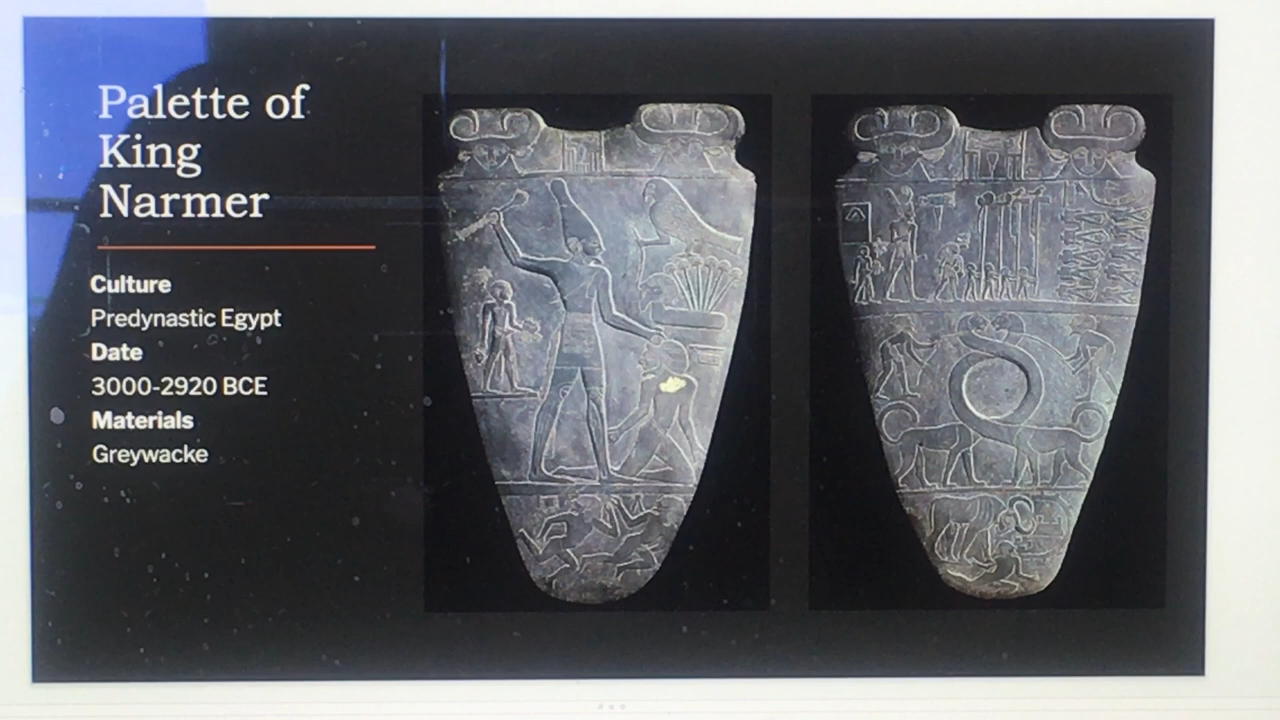 Palette of
King
Narmer
Culture
Predynastic Egypt
Date
3000-2920 BCE
Materials
Greywacke